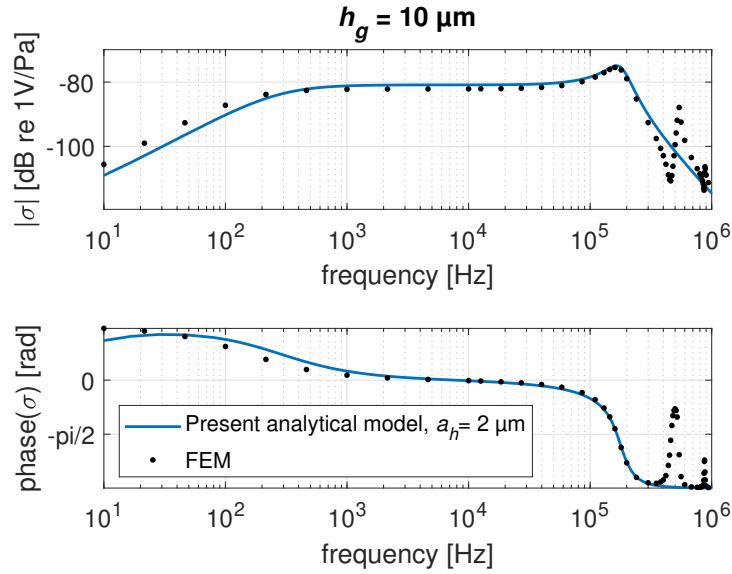 h_g = 10 µm
|σ| [dB re 1V/Pa]
-80
-100
10^1 10^2 10^3 10^4 10^5 10^6
frequency [Hz]
phase(σ) [rad]
0
-pi/2
Present analytical model, a_h= 2 µm
FEM
10^1 10^2 10^3 10^4 10^5 10^6
frequency [Hz]